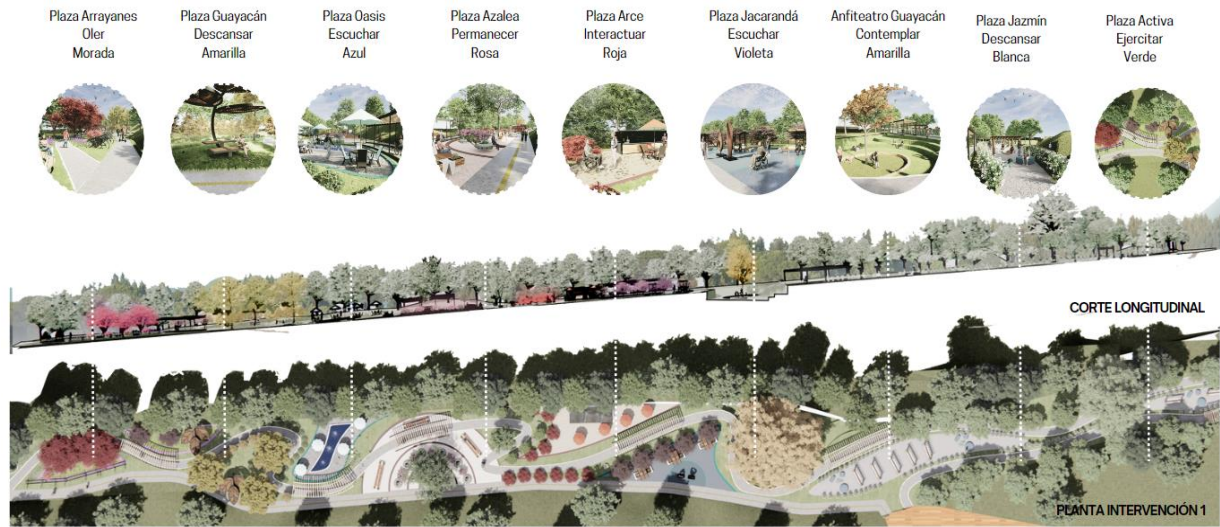 Plaza Arrayanes
Oler
Morada
Plaza Guayacán
Descansar
Amarilla
Plaza Oasis
Escuchar
Azul
Plaza Azalea
Permanecer
Rosa
Plaza Arce
Interactuar
Roja
Plaza Jacarandá
Escuchar
Violeta
Anfiteatro Guayacán
Contemplar
Amarilla
Plaza Jazmín
Descansar
Blanca
Plaza Activa
Ejercitar
Verde
CORTE LONGITUDINAL
PLANTA INTERVENCIÓN 1